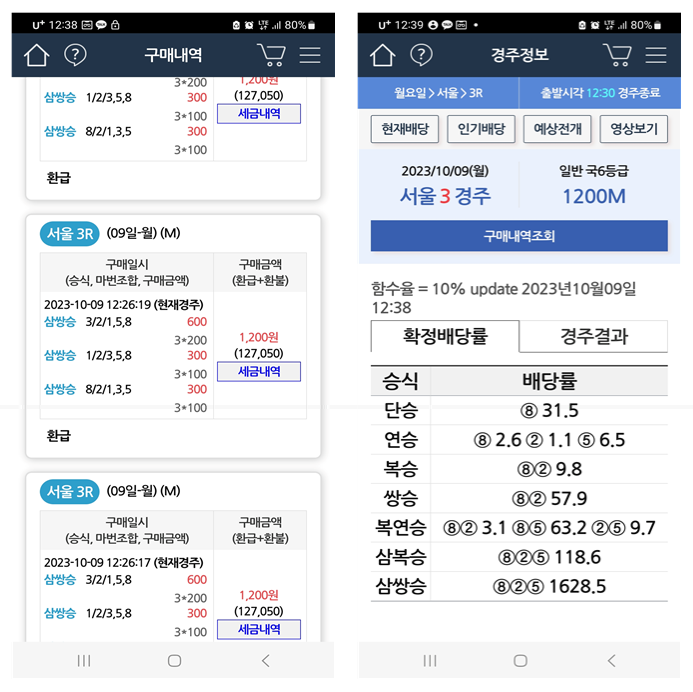 U+ 12:38 LTE 80%
구매내역
3*200
삼쌍승 1/2/3,5,8 300
3*100
삼쌍승 8/2/1,3,5 300
3*100
1,200원
(127,050)
세금내역
환급
서울 3R (09일-월) (M)
구매일시
(승식, 마번조합, 구매금액)
구매금액
(환급+환불)
2023-10-09 12:26:19 (현재경주)
삼쌍승 3/2/1,5,8 600
3*200
삼쌍승 1/2/3,5,8 300
3*100
삼쌍승 8/2/1,3,5 300
3*100
1,200원
(127,050)
세금내역
환급
서울 3R (09일-월) (M)
구매일시
(승식, 마번조합, 구매금액)
구매금액
(환급+환불)
2023-10-09 12:26:17 (현재경주)
삼쌍승 3/2/1,5,8 600
3*200
삼쌍승 1/2/3,5,8 300
3*100
1,200원
(127,050)
세금내역
U+ 12:39 LTE 80%
경주정보
월요일 > 서울 > 3R
출발시각 12:30 경주종료
현재배당 인기배당 예상전개 영상보기
2023/10/09(월)
서울 3 경주
일반 국6등급
1200M
구매내역조회
함수율 = 10% update 2023년10월09일
12:38
확정배당률 경주결과
승식 배당률
단승 ⑧ 31.5
연승 ⑧ 2.6 ② 1.1 ⑤ 6.5
복승 ⑧② 9.8
쌍승 ⑧② 57.9
복연승 ⑧② 3.1 ⑧⑤ 63.2 ②⑤ 9.7
삼복승 ⑧②⑤ 118.6
삼쌍승 ⑧②⑤ 1628.5